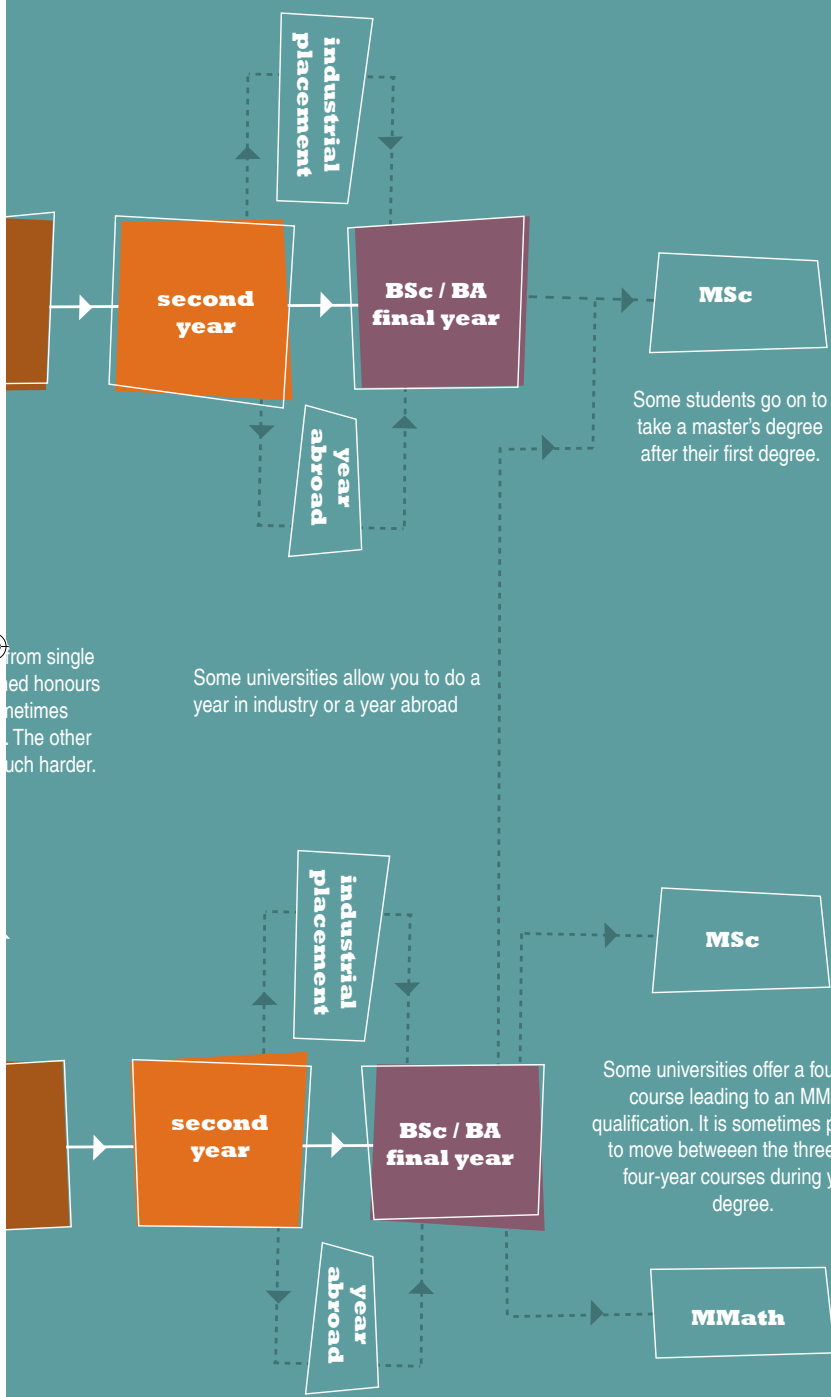 industrial
placement
second
year
BSc / BA
final year
MSc
Some students go on to
take a master’s degree
after their first degree.
year
abroad
from single
honours
The other
much harder.
Some universities allow you to do a
year in industry or a year abroad
industrial
placement
MSc
second
year
BSc / BA
final year
Some universities offer a
course leading to an
qualification. It is sometimes
to move betweeen the three
four-year courses during
degree.
year
abroad
MMath